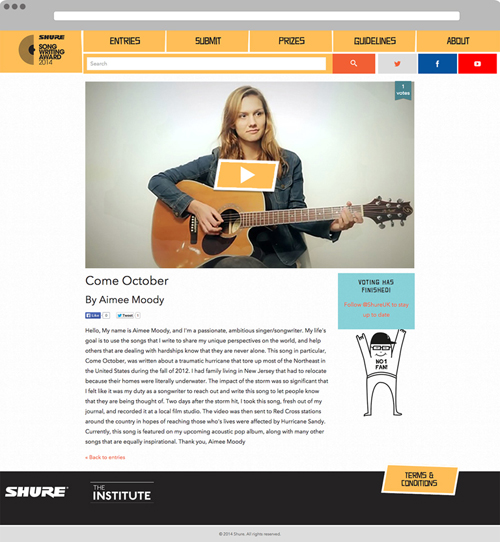 SHURE
SONG
WRITING
AWARD
2014
ENTRIES
SUBMIT
PRIZES
GUIDELINES
ABOUT
Search
1
votes
Come October
By Aimee Moody
Like
Tweet
Hello, My name is Aimee Moody, and I'm a passionate, ambitious singer/songwriter. My life's
goal is to use the songs that I write to share my unique perspectives on the world, and help
others that are dealing with hardships know that they are never alone. This song in particular,
Come October, was written about a traumatic hurricane that tore up most of the Northeast in
the United States during the fall of 2012. I had family living in New Jersey that had to relocate
because their homes were literally underwater. The impact of the storm was so significant that
I felt like it was my duty as a songwriter to reach out and write this song to let people know
that they are being thought of. Two days after the storm hit, I took this song, fresh out of my
journal, and recorded it at a local film studio. The video was then sent to Red Cross stations
around the country in hopes of reaching those who's lives were affected by Hurricane Sandy.
Currently, this song is featured on my upcoming acoustic pop album, along with many other
songs that are equally inspirational. Thank you, Aimee Moody
« Back to entries
VOTING HAS
FINISHED!
Follow @ShureUK to stay
up to date
NO1
FAN!
TERMS &
CONDITIONS
SHURE
THE
INSTITUTE
© 2014 Shure. All rights reserved.